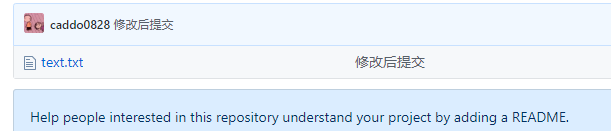 caddo0828 修改后提交
text.txt 修改后提交
Help people interested in this repository understand your project by adding a README.